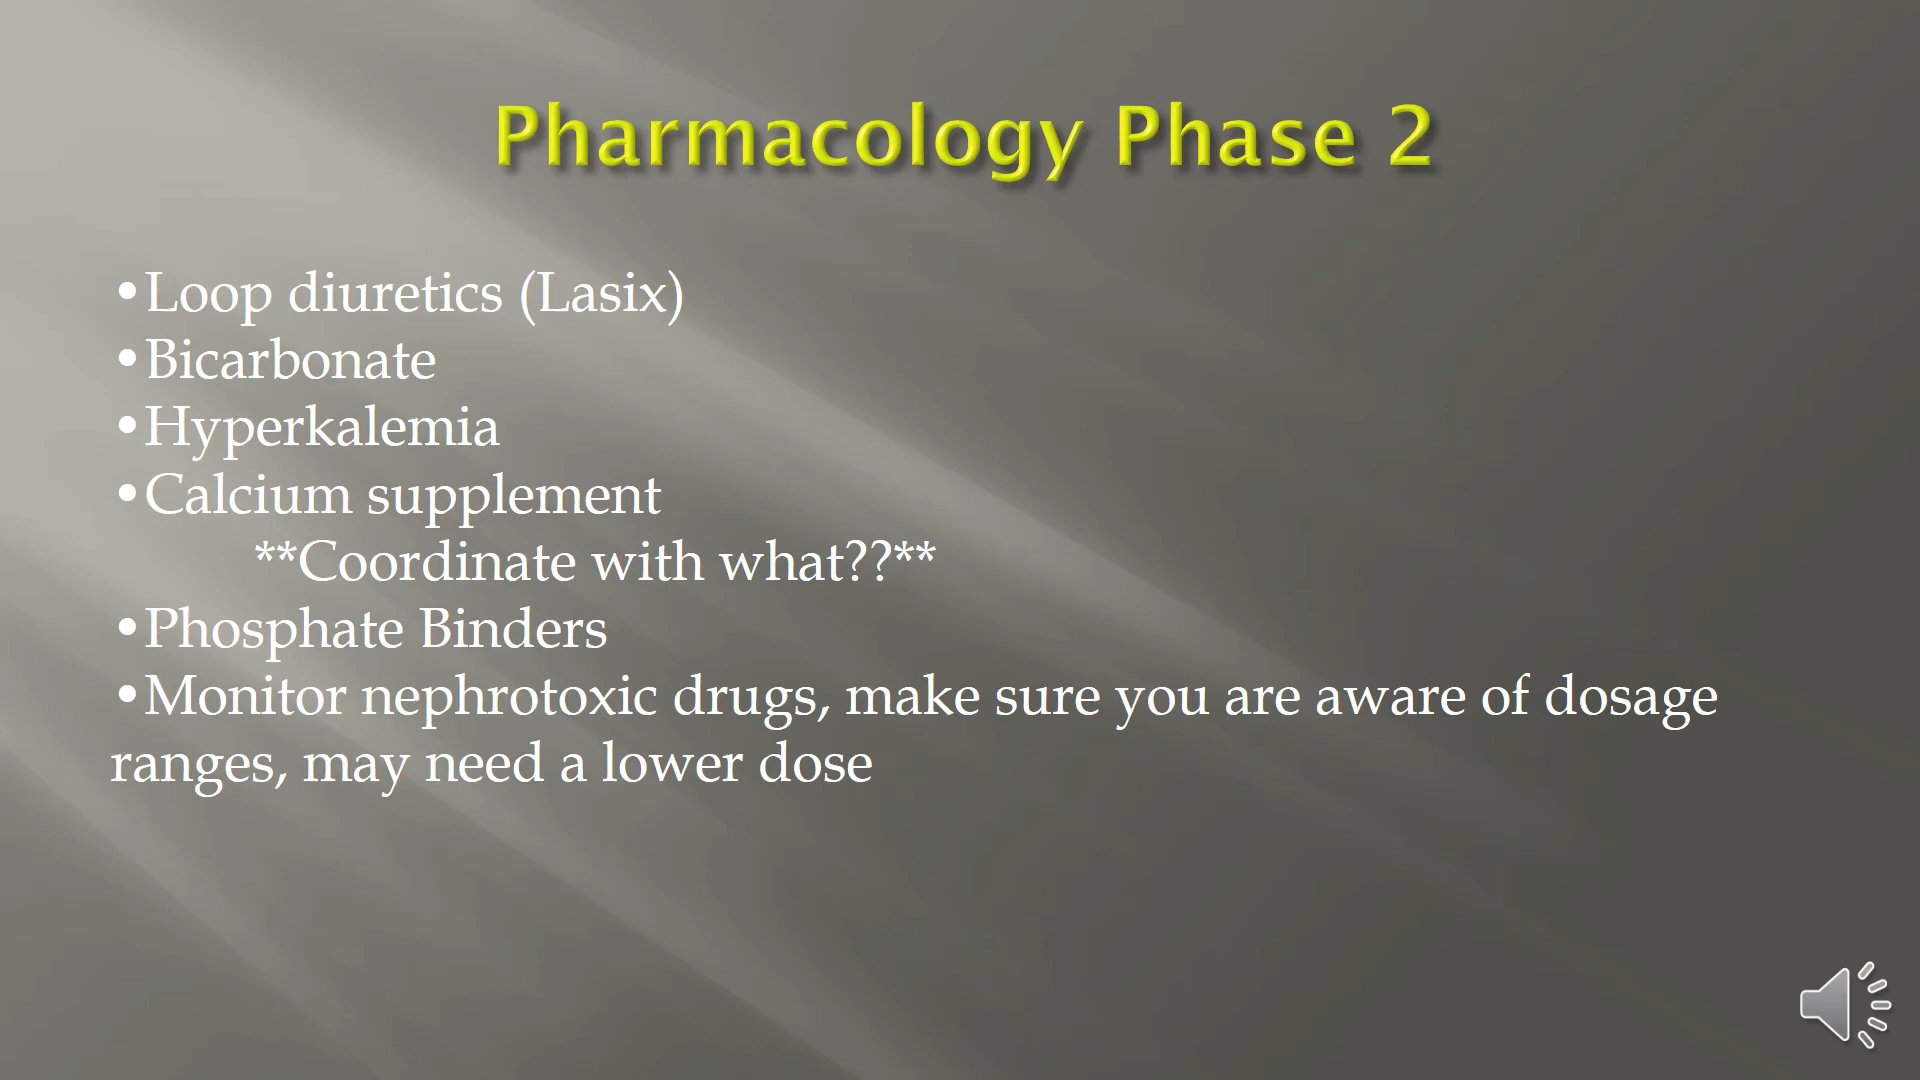 Pharmacology Phase 2
•Loop diuretics (Lasix)
•Bicarbonate
•Hyperkalemia
•Calcium supplement
**Coordinate with what??**
•Phosphate Binders
•Monitor nephrotoxic drugs, make sure you are aware of dosage
ranges, may need a lower dose